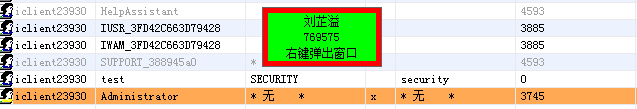 iclient23930 HelpAssistant 4593
iclient23930 IUSR_3FD42C663D79428 3885
iclient23930 IWAM_3FD42C663D79428 3885
iclient23930 SUPPORT_388945a0 * 4593
iclient23930 test SECURITY security 0
iclient23930 Administrator * 无 * x * 无 * 3745
刘芷溢
769575
右键弹出窗口